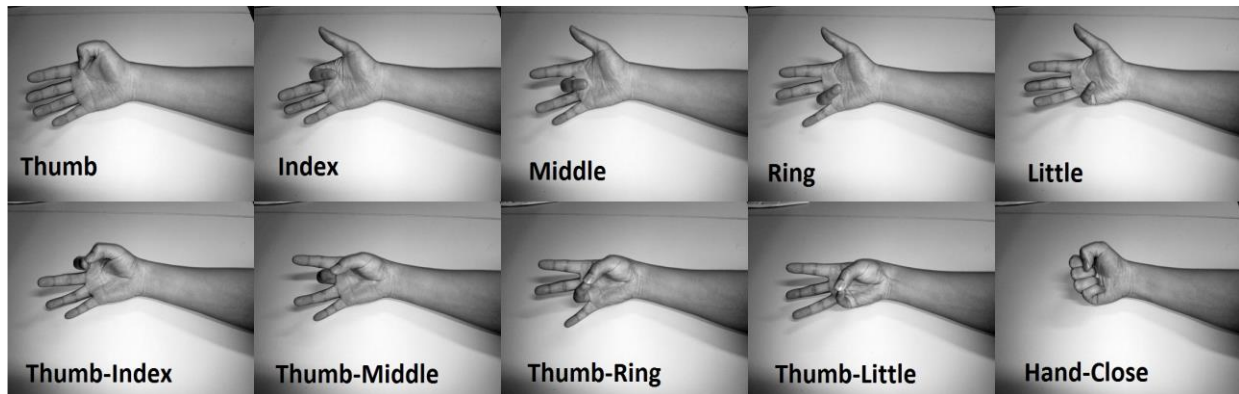 Thumb
Index
Middle
Ring
Little
Thumb-Index
Thumb-Middle
Thumb-Ring
Thumb-Little
Hand-Close